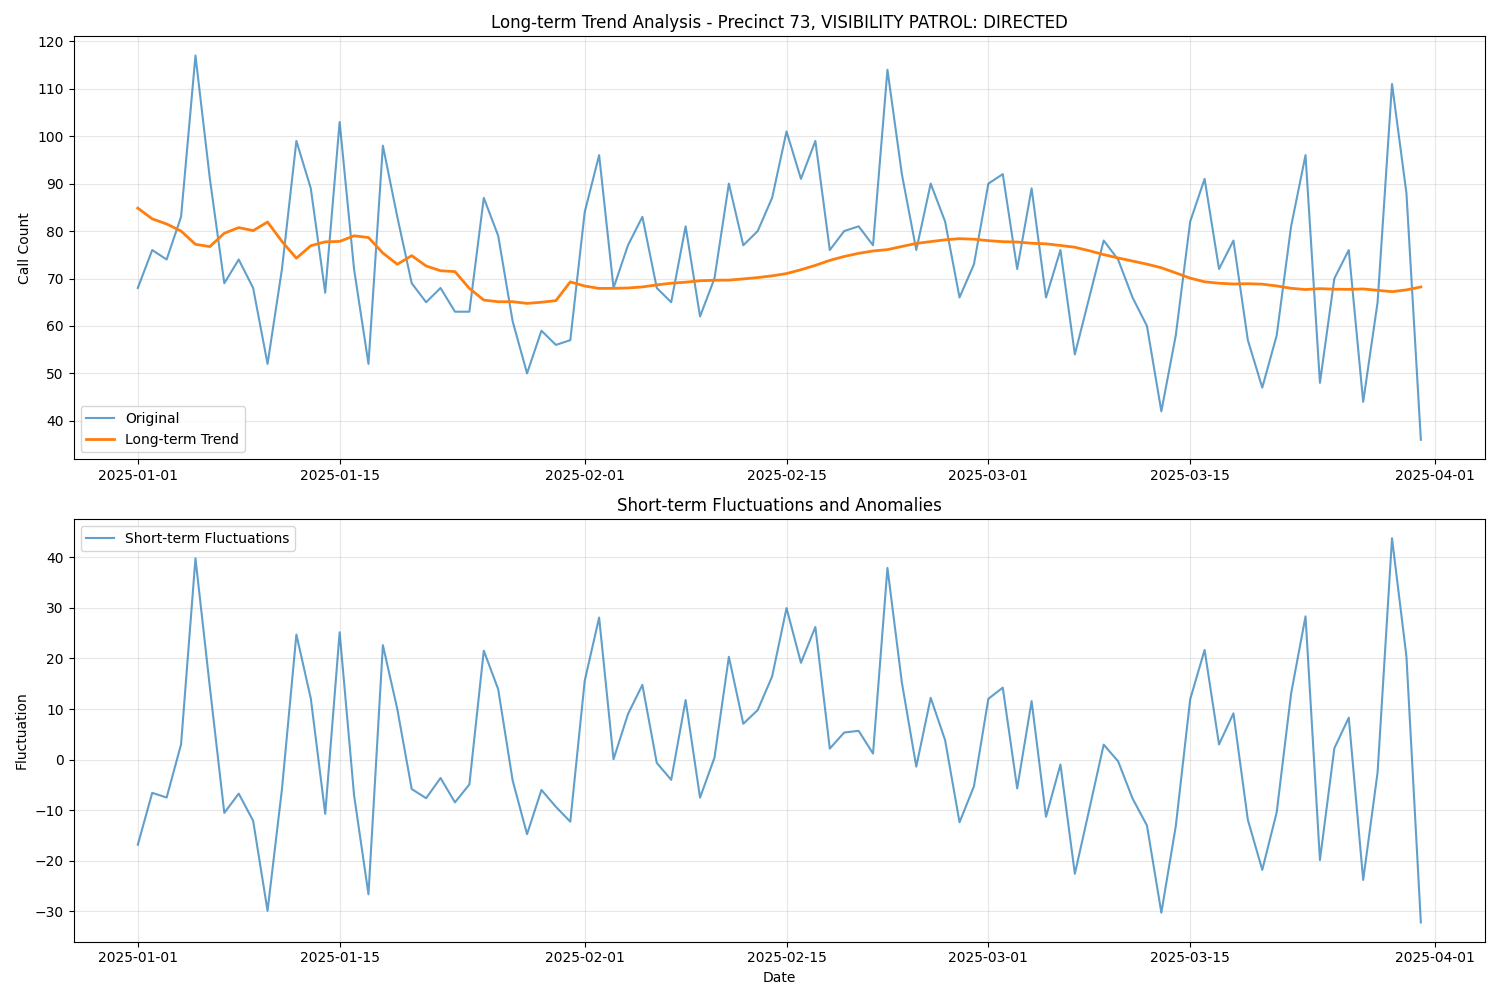 Long-term Trend Analysis - Precinct 73, VISIBILITY PATROL: DIRECTED
120
110
100
90
80
70
60
50
40
Call Count
Original
Long-term Trend
2025-01-01 2025-01-15 2025-02-01 2025-02-15 2025-03-01 2025-03-15 2025-04-01
Short-term Fluctuations and Anomalies
Short-term Fluctuations
40
30
20
10
0
−10
−20
−30
Fluctuation
2025-01-01 2025-01-15 2025-02-01 2025-02-15 2025-03-01 2025-03-15 2025-04-01
Date